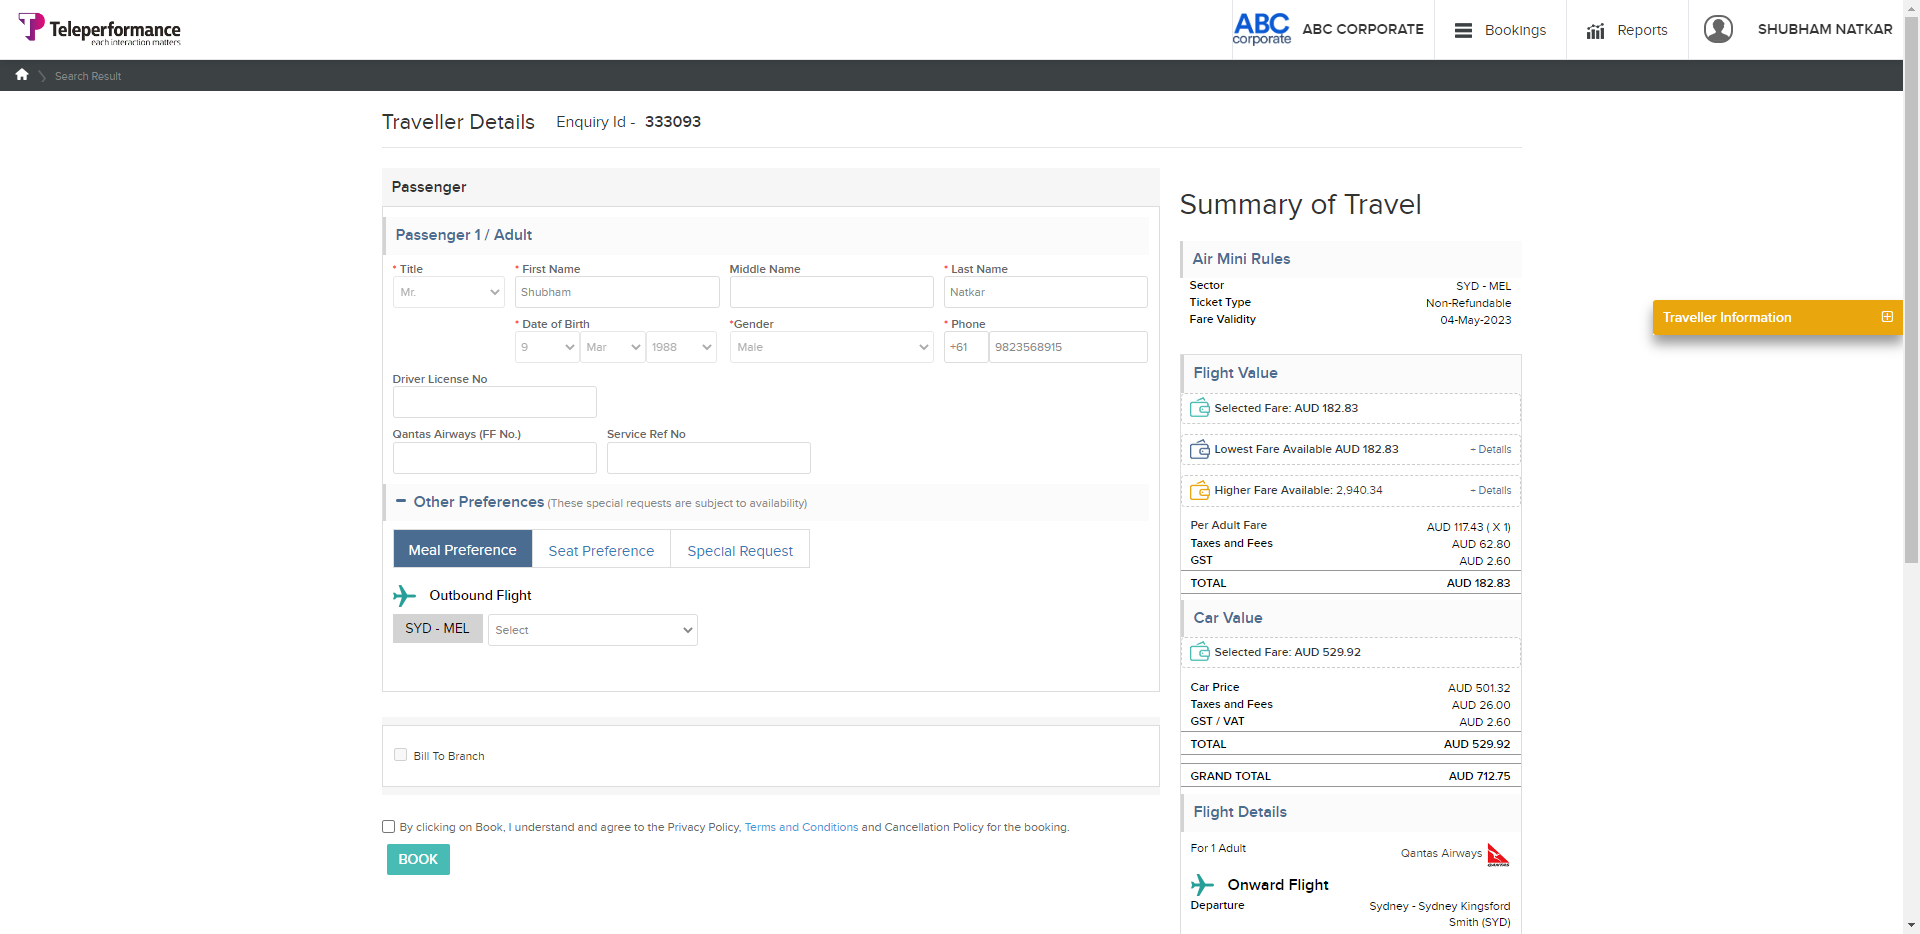 Teleperformance
each interaction matters
ABC
corporate
ABC CORPORATE
Bookings
Reports
SHUBHAM NATKAR
Search Result
Traveller Details
Enquiry Id - 333093
Passenger
Passenger 1 / Adult
* Title
* First Name
Middle Name
* Last Name
Mr.
Shubham
Natkar
* Date of Birth
*Gender
* Phone
9
Mar
1988
Male
+61
9823568915
Driver License No
Qantas Airways (FF No.)
Service Ref No
Other Preferences (These special requests are subject to availability)
Meal Preference
Seat Preference
Special Request
Outbound Flight
SYD - MEL
Select
Bill To Branch
By clicking on Book, I understand and agree to the Privacy Policy, Terms and Conditions and Cancellation Policy for the booking.
BOOK
Summary of Travel
Air Mini Rules
Sector SYD - MEL
Ticket Type Non-Refundable
Fare Validity 04-May-2023
Flight Value
Selected Fare: AUD 182.83
Lowest Fare Available AUD 182.83 + Details
Higher Fare Available: 2,940.34 + Details
Per Adult Fare AUD 117.43 ( X 1)
Taxes and Fees AUD 62.80
GST AUD 2.60
TOTAL AUD 182.83
Car Value
Selected Fare: AUD 529.92
Car Price AUD 501.32
Taxes and Fees AUD 26.00
GST / VAT AUD 2.60
TOTAL AUD 529.92
GRAND TOTAL AUD 712.75
Flight Details
For 1 Adult
Qantas Airways
QANTAS
Onward Flight
Departure Sydney - Sydney Kingsford
Smith (SYD)
Traveller Information